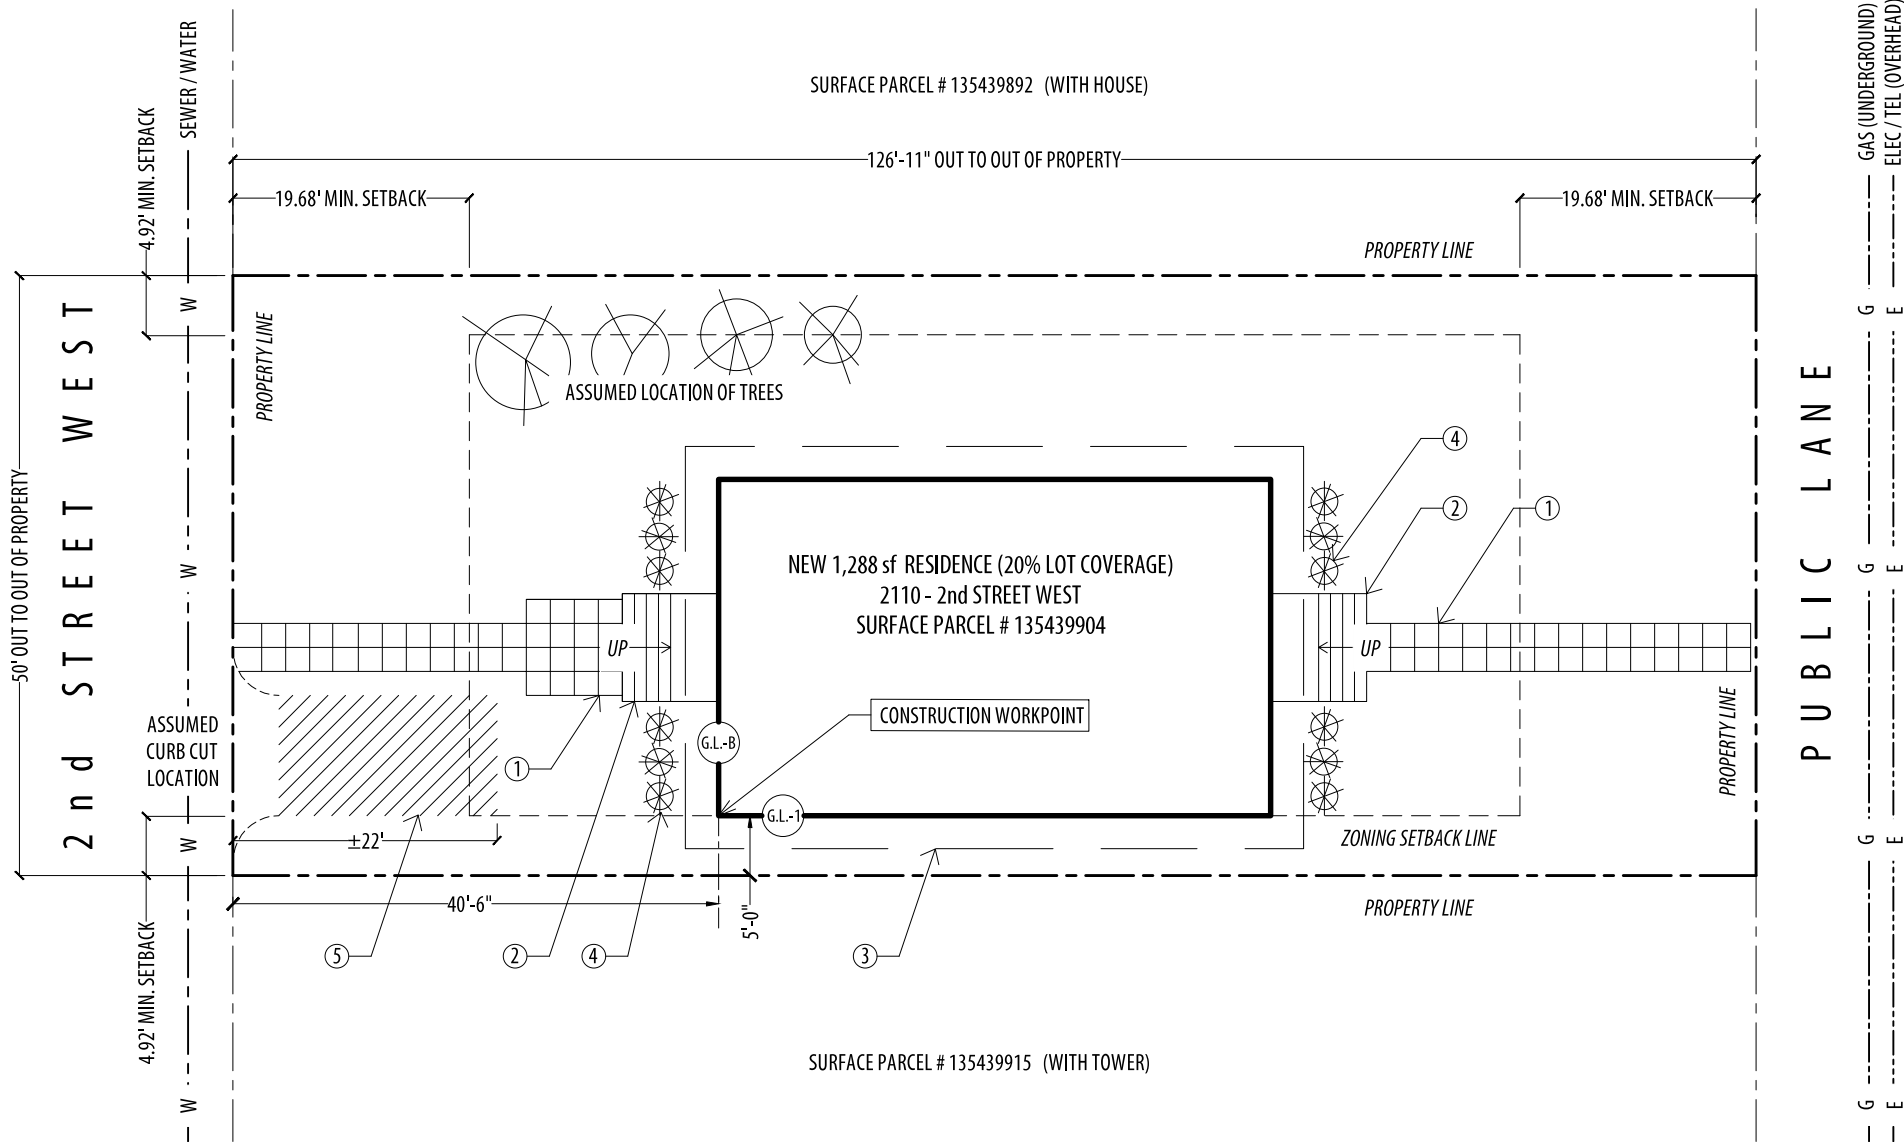 SURFACE PARCEL # 135439892 (WITH HOUSE)
126'-11" OUT TO OUT OF PROPERTY
19.68' MIN. SETBACK
19.68' MIN. SETBACK
4.92' MIN. SETBACK
SEWER / WATER
GAS (UNDERGROUND)
ELEC / TEL (OVERHEAD)
PROPERTY LINE
W
G
E
PROPERTY LINE
ASSUMED LOCATION OF TREES
2nd STREET WEST
50' OUT TO OUT OF PROPERTY
PUBLIC LANE
4
2
1
W
G
E
NEW 1,288 sf RESIDENCE (20% LOT COVERAGE)
2110 - 2nd STREET WEST
SURFACE PARCEL # 135439904
UP
UP
CONSTRUCTION WORKPOINT
PROPERTY LINE
ASSUMED
CURB CUT
LOCATION
G.L.-B
1
G.L.-1
±22'
W
G
E
ZONING SETBACK LINE
40'-6"
5'-0"
PROPERTY LINE
5
2
4
3
4.92' MIN. SETBACK
SURFACE PARCEL # 135439915 (WITH TOWER)
W
G
E